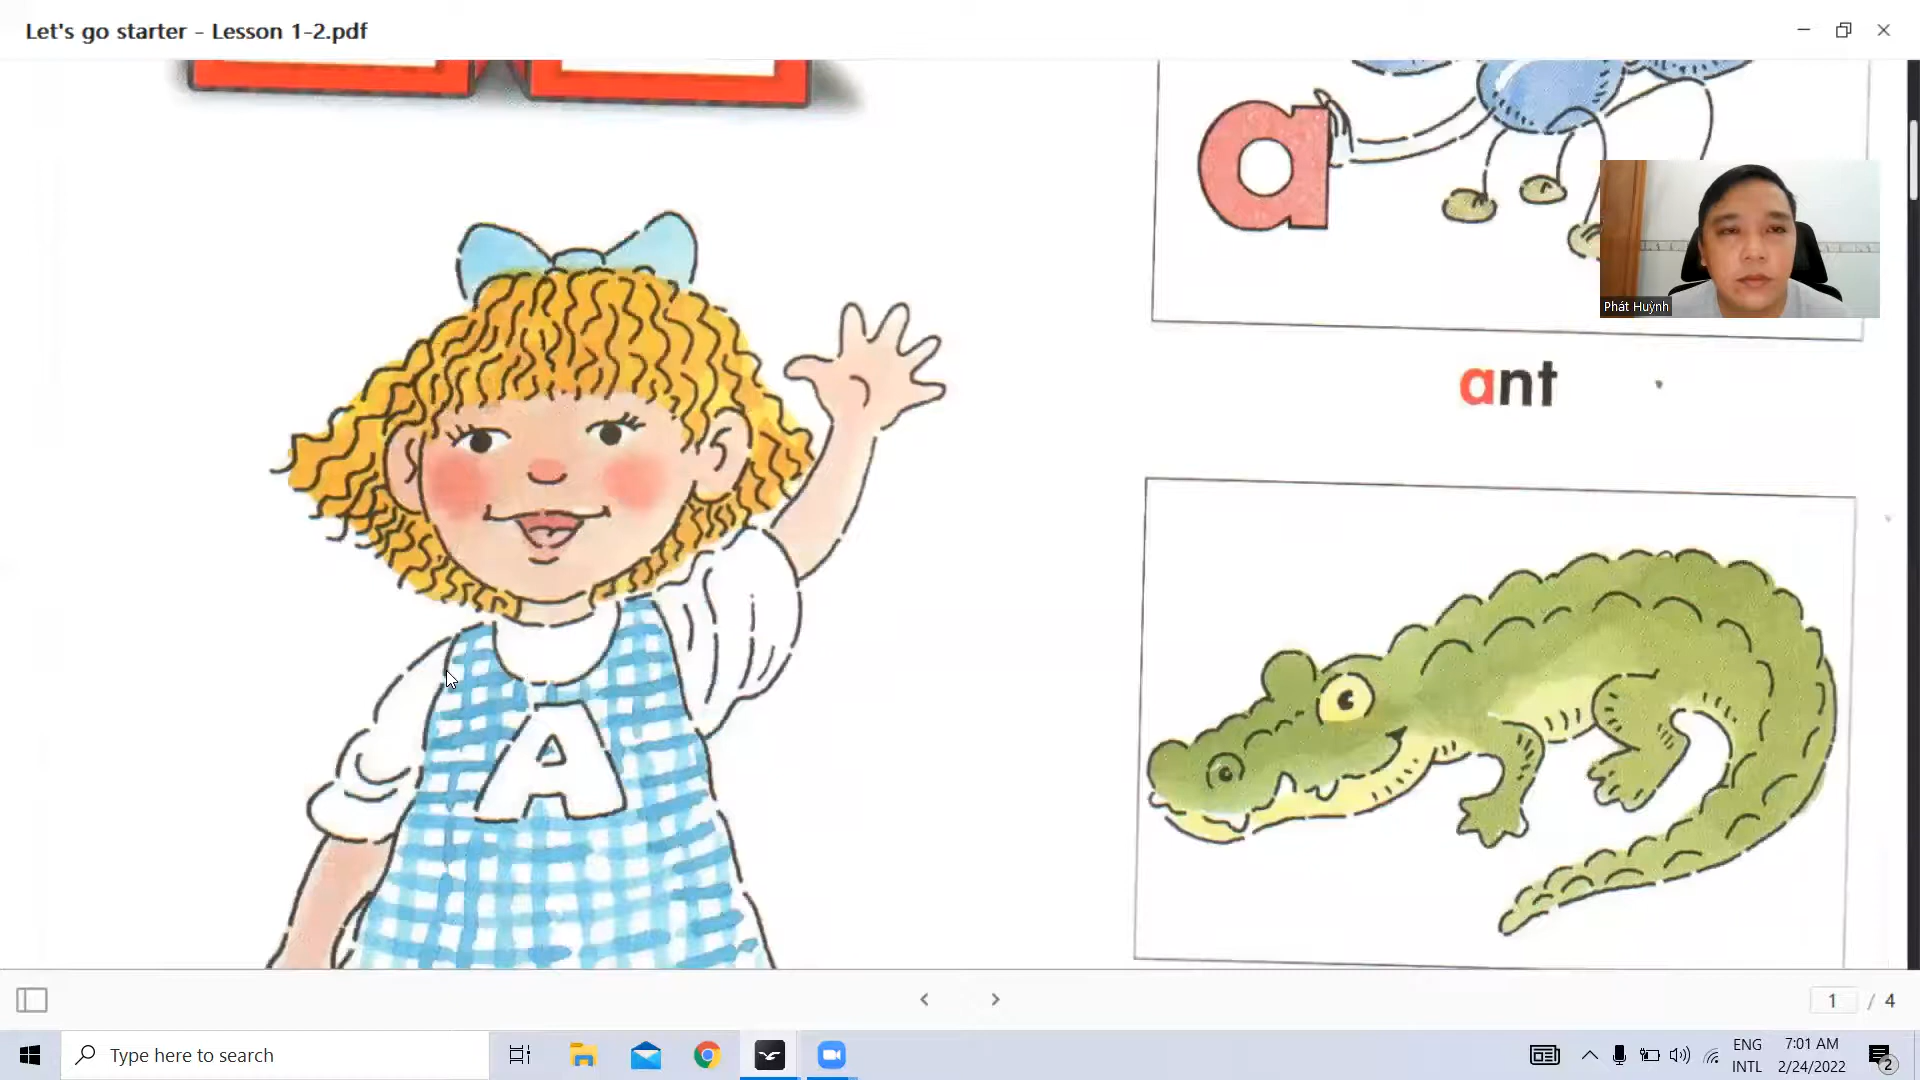 Let's go starter - Lesson 1-2.pdf
a
Phát Huỳnh
ant
A
1 / 4
Type here to search
ENG
INTL
7:01 AM
2/24/2022
2